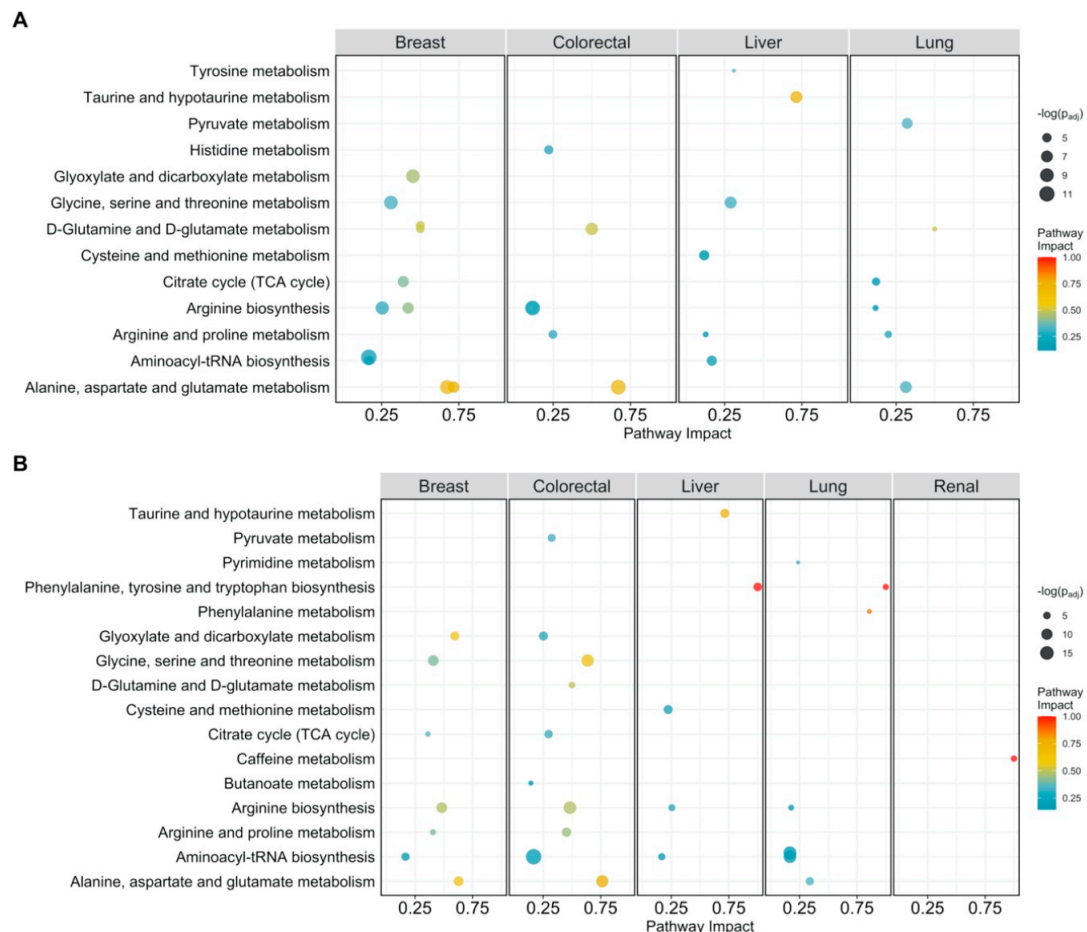 A
Breast Colorectal Liver Lung
Tyrosine metabolism
Taurine and hypotaurine metabolism
Pyruvate metabolism
Histidine metabolism
Glyoxylate and dicarboxylate metabolism
Glycine, serine and threonine metabolism
D-Glutamine and D-glutamate metabolism
Cysteine and methionine metabolism
Citrate cycle (TCA cycle)
Arginine biosynthesis
Arginine and proline metabolism
Aminoacyl-tRNA biosynthesis
Alanine, aspartate and glutamate metabolism
0.25 0.75 0.25 0.75 0.25 0.75 0.25 0.75
Pathway Impact
-log(padj)
5
7
9
11
Pathway
Impact
1.00
0.75
0.50
0.25
B
Breast Colorectal Liver Lung Renal
Taurine and hypotaurine metabolism
Pyruvate metabolism
Pyrimidine metabolism
Phenylalanine, tyrosine and tryptophan biosynthesis
Phenylalanine metabolism
Glyoxylate and dicarboxylate metabolism
Glycine, serine and threonine metabolism
D-Glutamine and D-glutamate metabolism
Cysteine and methionine metabolism
Citrate cycle (TCA cycle)
Caffeine metabolism
Butanoate metabolism
Arginine biosynthesis
Arginine and proline metabolism
Aminoacyl-tRNA biosynthesis
Alanine, aspartate and glutamate metabolism
0.25 0.75 0.25 0.75 0.25 0.75 0.25 0.75 0.25 0.75
Pathway Impact
-log(padj)
5
10
15
Pathway
Impact
1.00
0.75
0.50
0.25